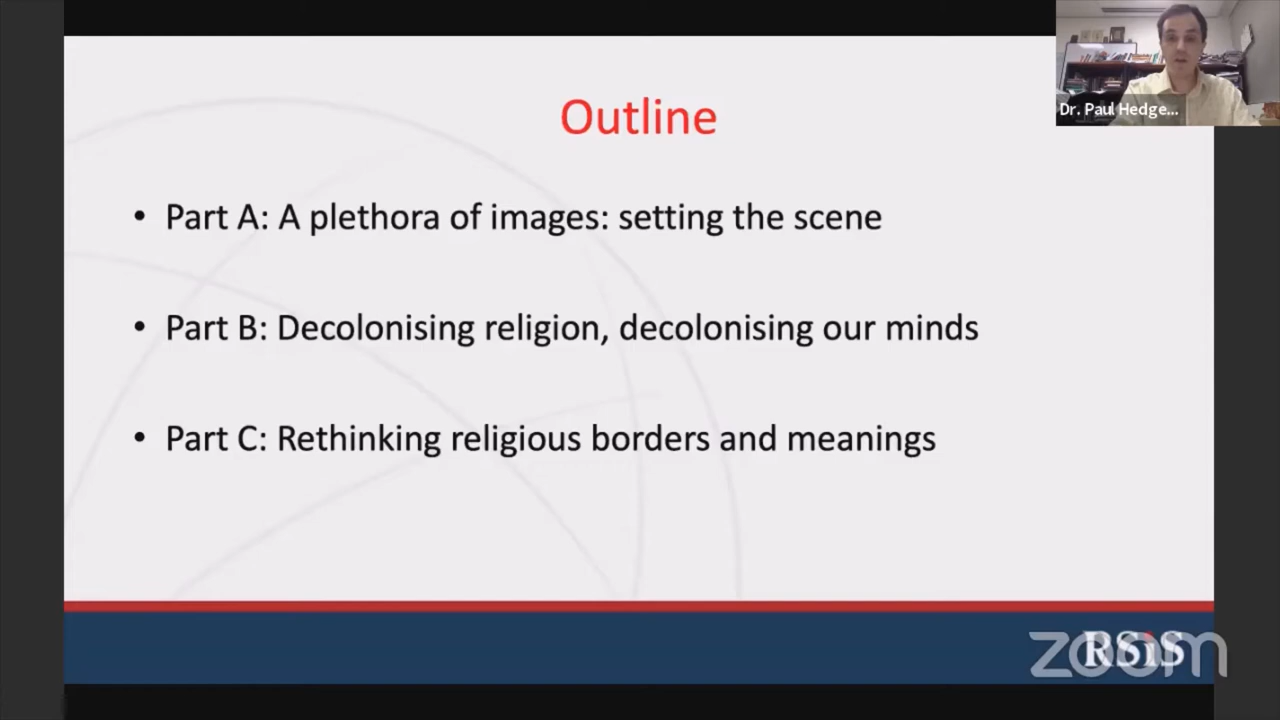 Outline
Dr. Paul Hedge...
• Part A: A plethora of images: setting the scene
• Part B: Decolonising religion, decolonising our minds
• Part C: Rethinking religious borders and meanings
RSiS
zoom